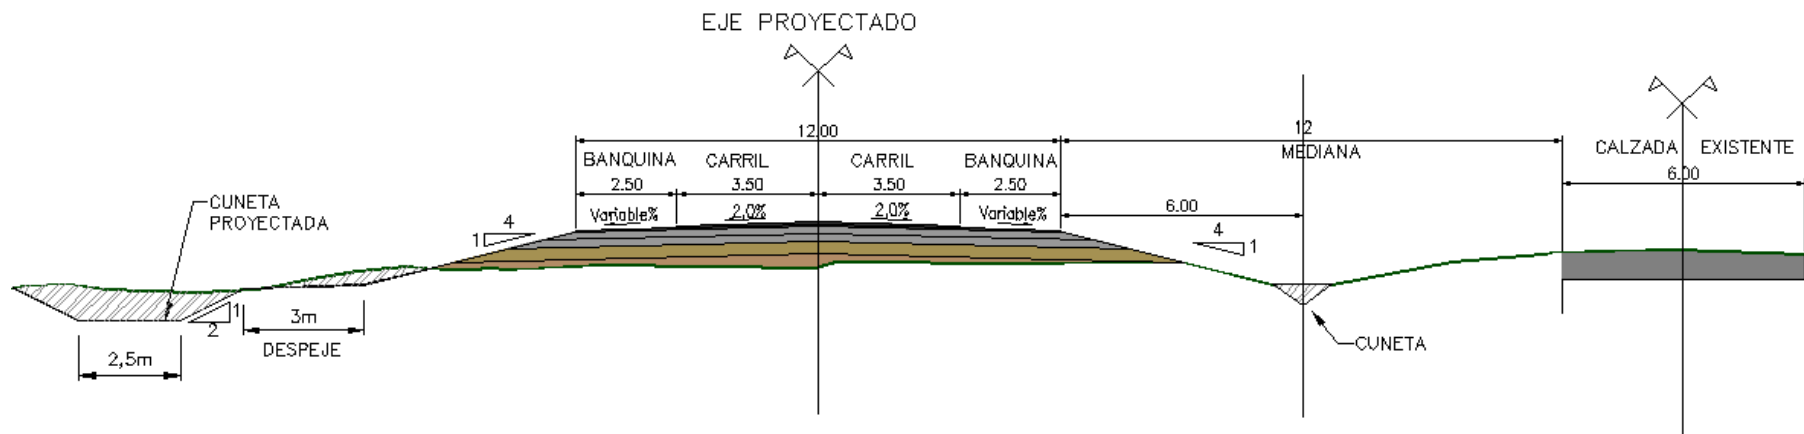 EJE PROYECTADO
12.00
12
MEDIANA
CALZADA EXISTENTE
6.00
BANQUINA CARRIL CARRIL BANQUINA
2.50 3.50 3.50 2.50
Variable% 2,0% 2,0% Variable%
6.00
CUNETA
PROYECTADA
4
1
4
1
1
2
3m
DESPEJE
2,5m
CUNETA